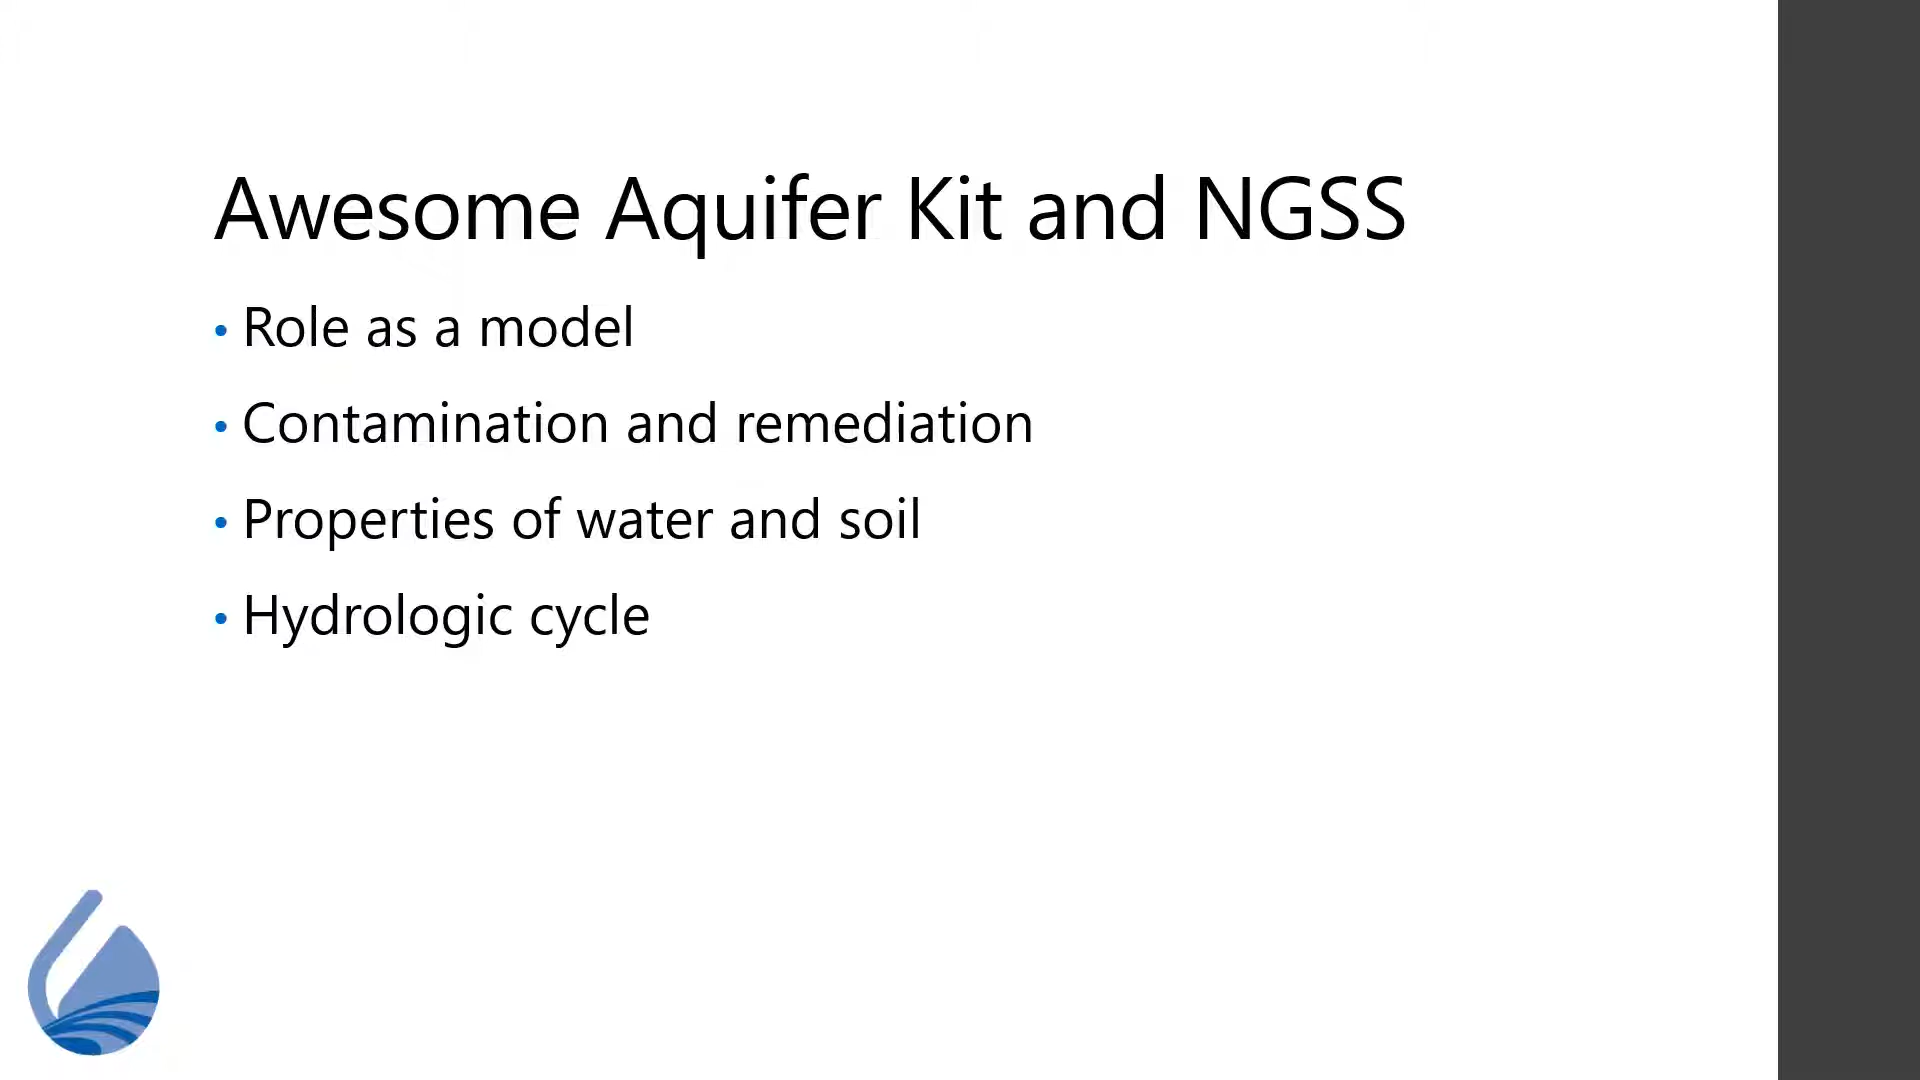 Awesome Aquifer Kit and NGSS
• Role as a model
• Contamination and remediation
• Properties of water and soil
• Hydrologic cycle